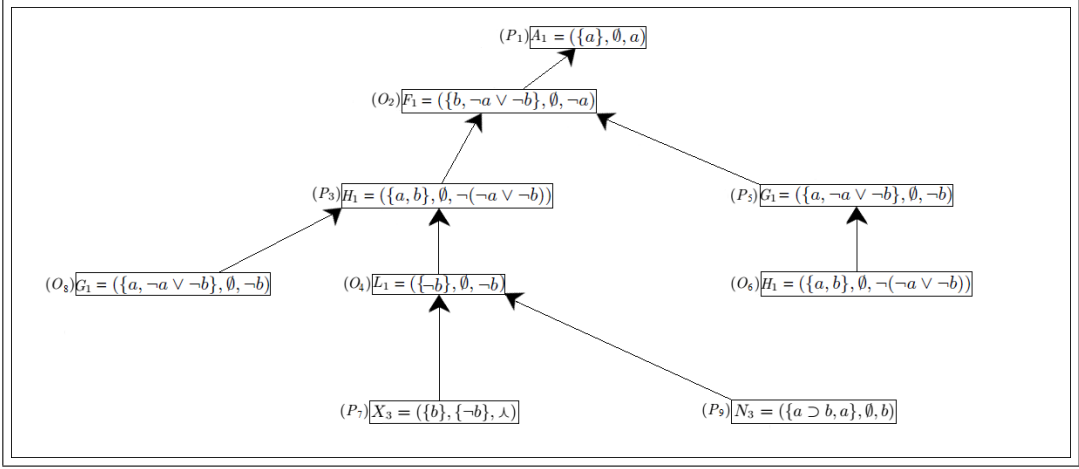 (P₁) A₁ = ({a}, ∅, a)
(O₂) F₁ = ({b, ¬a ∨ ¬b}, ∅, ¬a)
(P₃) H₁ = ({a, b}, ∅, ¬(¬a ∨ ¬b))
(P₅) G₁ = ({a, ¬a ∨ ¬b}, ∅, ¬b)
(O₈) G₁ = ({a, ¬a ∨ ¬b}, ∅, ¬b)
(O₄) L₁ = ({¬b}, ∅, ¬b)
(O₆) H₁ = ({a, b}, ∅, ¬(¬a ∨ ¬b))
(P₇) X₃ = ({b}, {¬b}, ⋏)
(P₉) N₃ = ({a ⊃ b, a}, ∅, b)